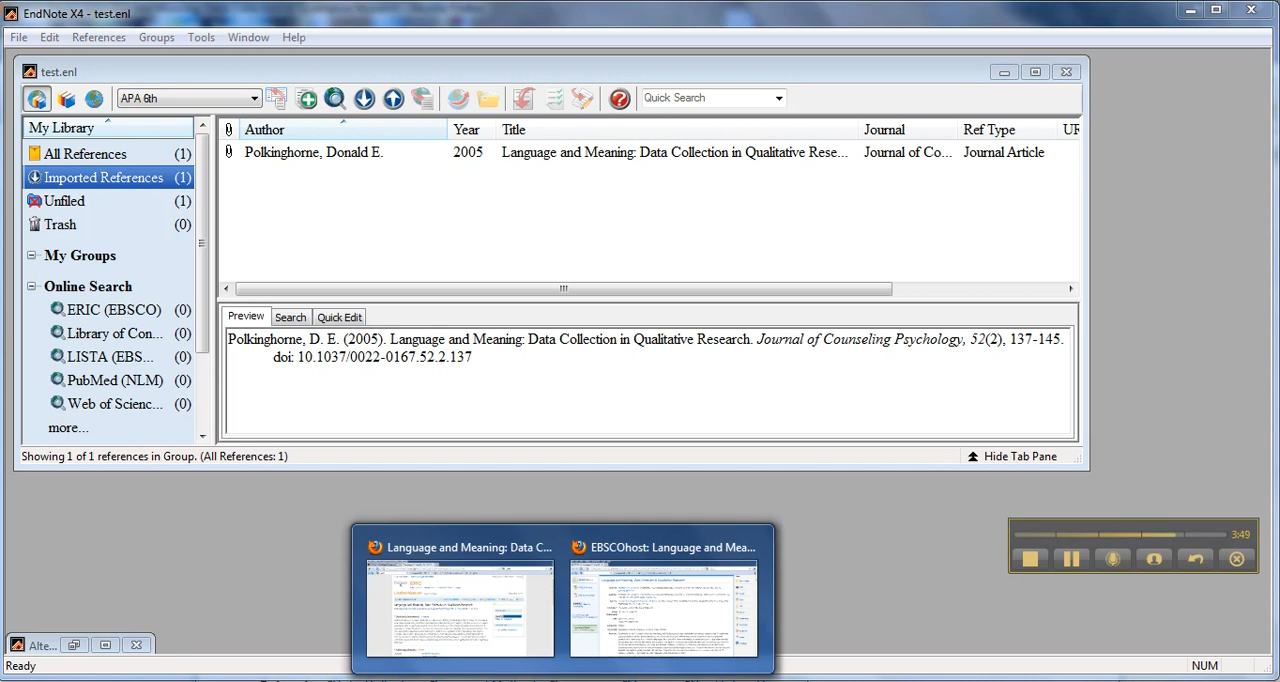 EndNote X4 - test.enl
File Edit References Groups Tools Window Help
test.enl
APA 6th
Quick Search
My Library
Author Year Title Journal Ref Type UR
All References (1)
Polkinghorne, Donald E. 2005 Language and Meaning: Data Collection in Qualitative Rese... Journal of Co... Journal Article
Imported References (1)
Unfiled (1)
Trash (0)
My Groups
Online Search
ERIC (EBSCO) (0)
Library of Con... (0)
LISTA (EBS... (0)
PubMed (NLM) (0)
Web of Scienc... (0)
more...
Preview Search Quick Edit
Polkinghorne, D. E. (2005). Language and Meaning: Data Collection in Qualitative Research. Journal of Counseling Psychology, 52(2), 137-145.
doi: 10.1037/0022-0167.52.2.137
Showing 1 of 1 references in Group. (All References: 1)
Hide Tab Pane
3:49
Language and Meaning: Data C...
EBSCOhost: Language and Mea...
Alte...
Ready
NUM